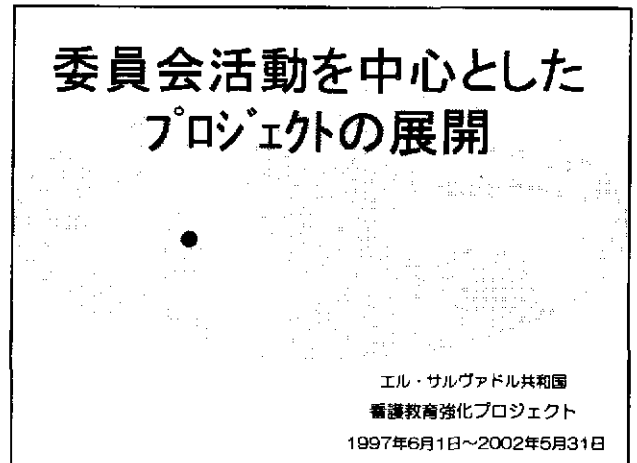 委員会活動を中心とした
プロジェクトの展開
エル・サルヴァドル共和国
看護教育強化プロジェクト
1997年6月1日～2002年5月31日